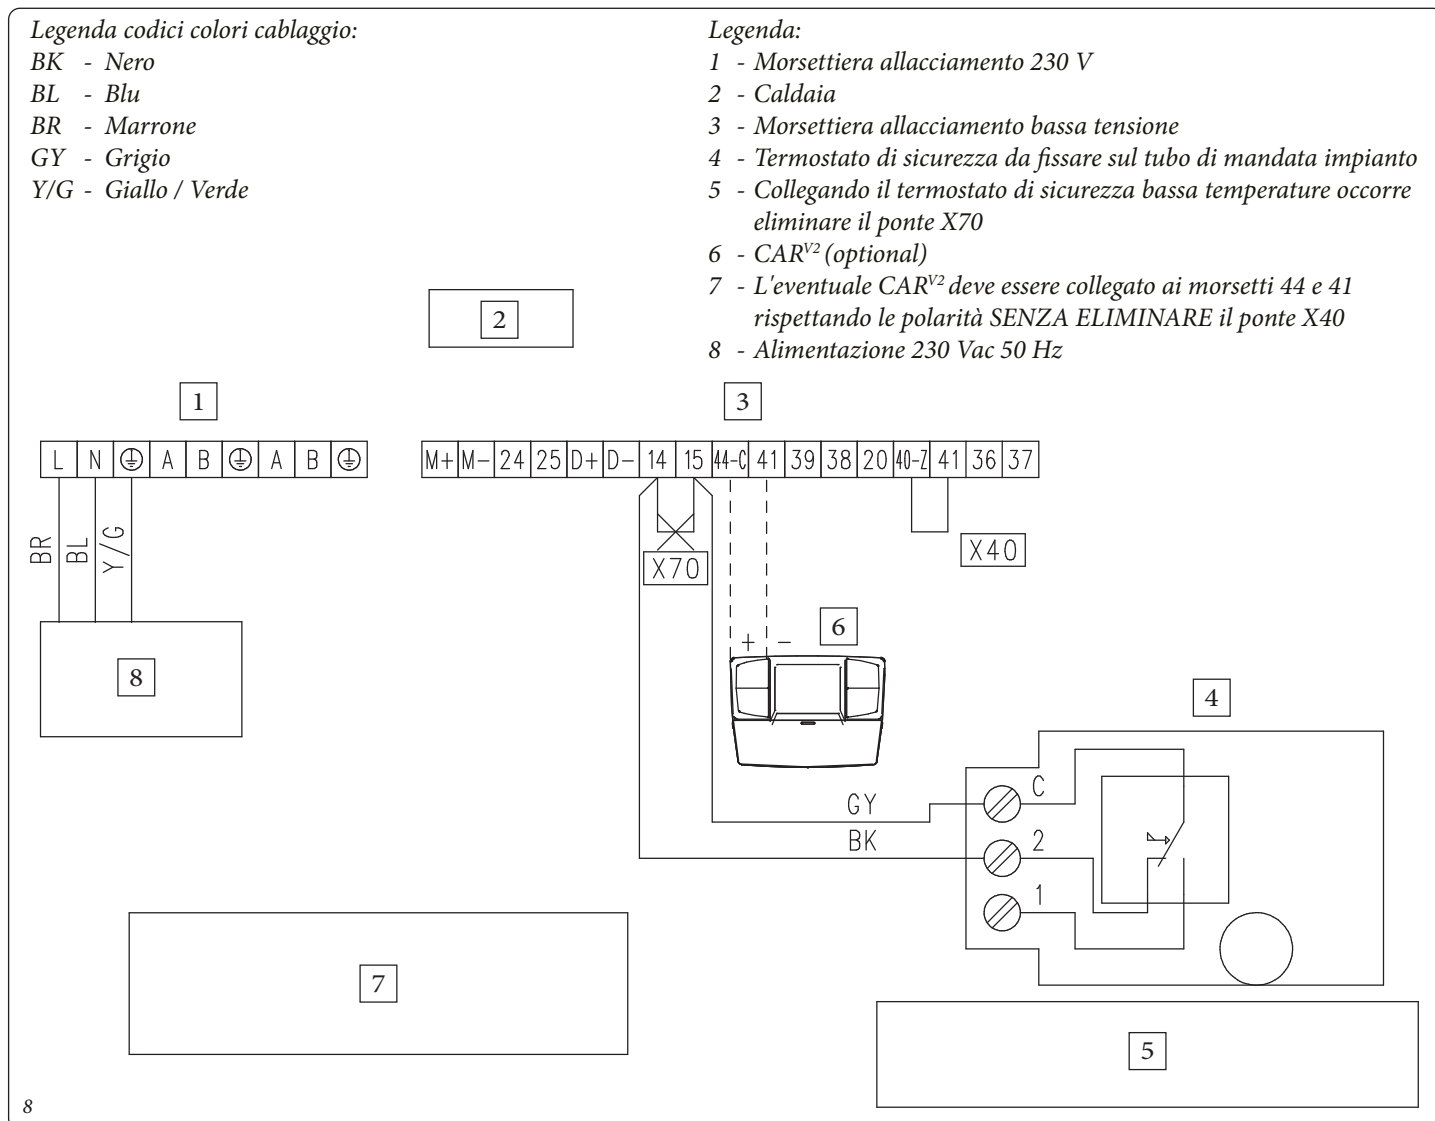 Legenda codici colori cablaggio:
BK - Nero
BL - Blu
BR - Marrone
GY - Grigio
Y/G - Giallo / Verde
Legenda:
1 - Morsettiera allacciamento 230 V
2 - Caldaia
3 - Morsettiera allacciamento bassa tensione
4 - Termostato di sicurezza da fissare sul tubo di mandata impianto
5 - Collegando il termostato di sicurezza bassa temperature occorre
eliminare il ponte X70
6 - CARV2 (optional)
7 - L'eventuale CARV2 deve essere collegato ai morsetti 44 e 41
rispettando le polarità SENZA ELIMINARE il ponte X40
8 - Alimentazione 230 Vac 50 Hz
2
1
3
L N A B A B
M+ M- 24 25 D+ D- 14 15 44-C 41 39 38 20 40-Z 41 36 37
BR
BL
Y/G
X70
X40
+ -
6
8
4
GY
BK
C
2
1
7
5
8